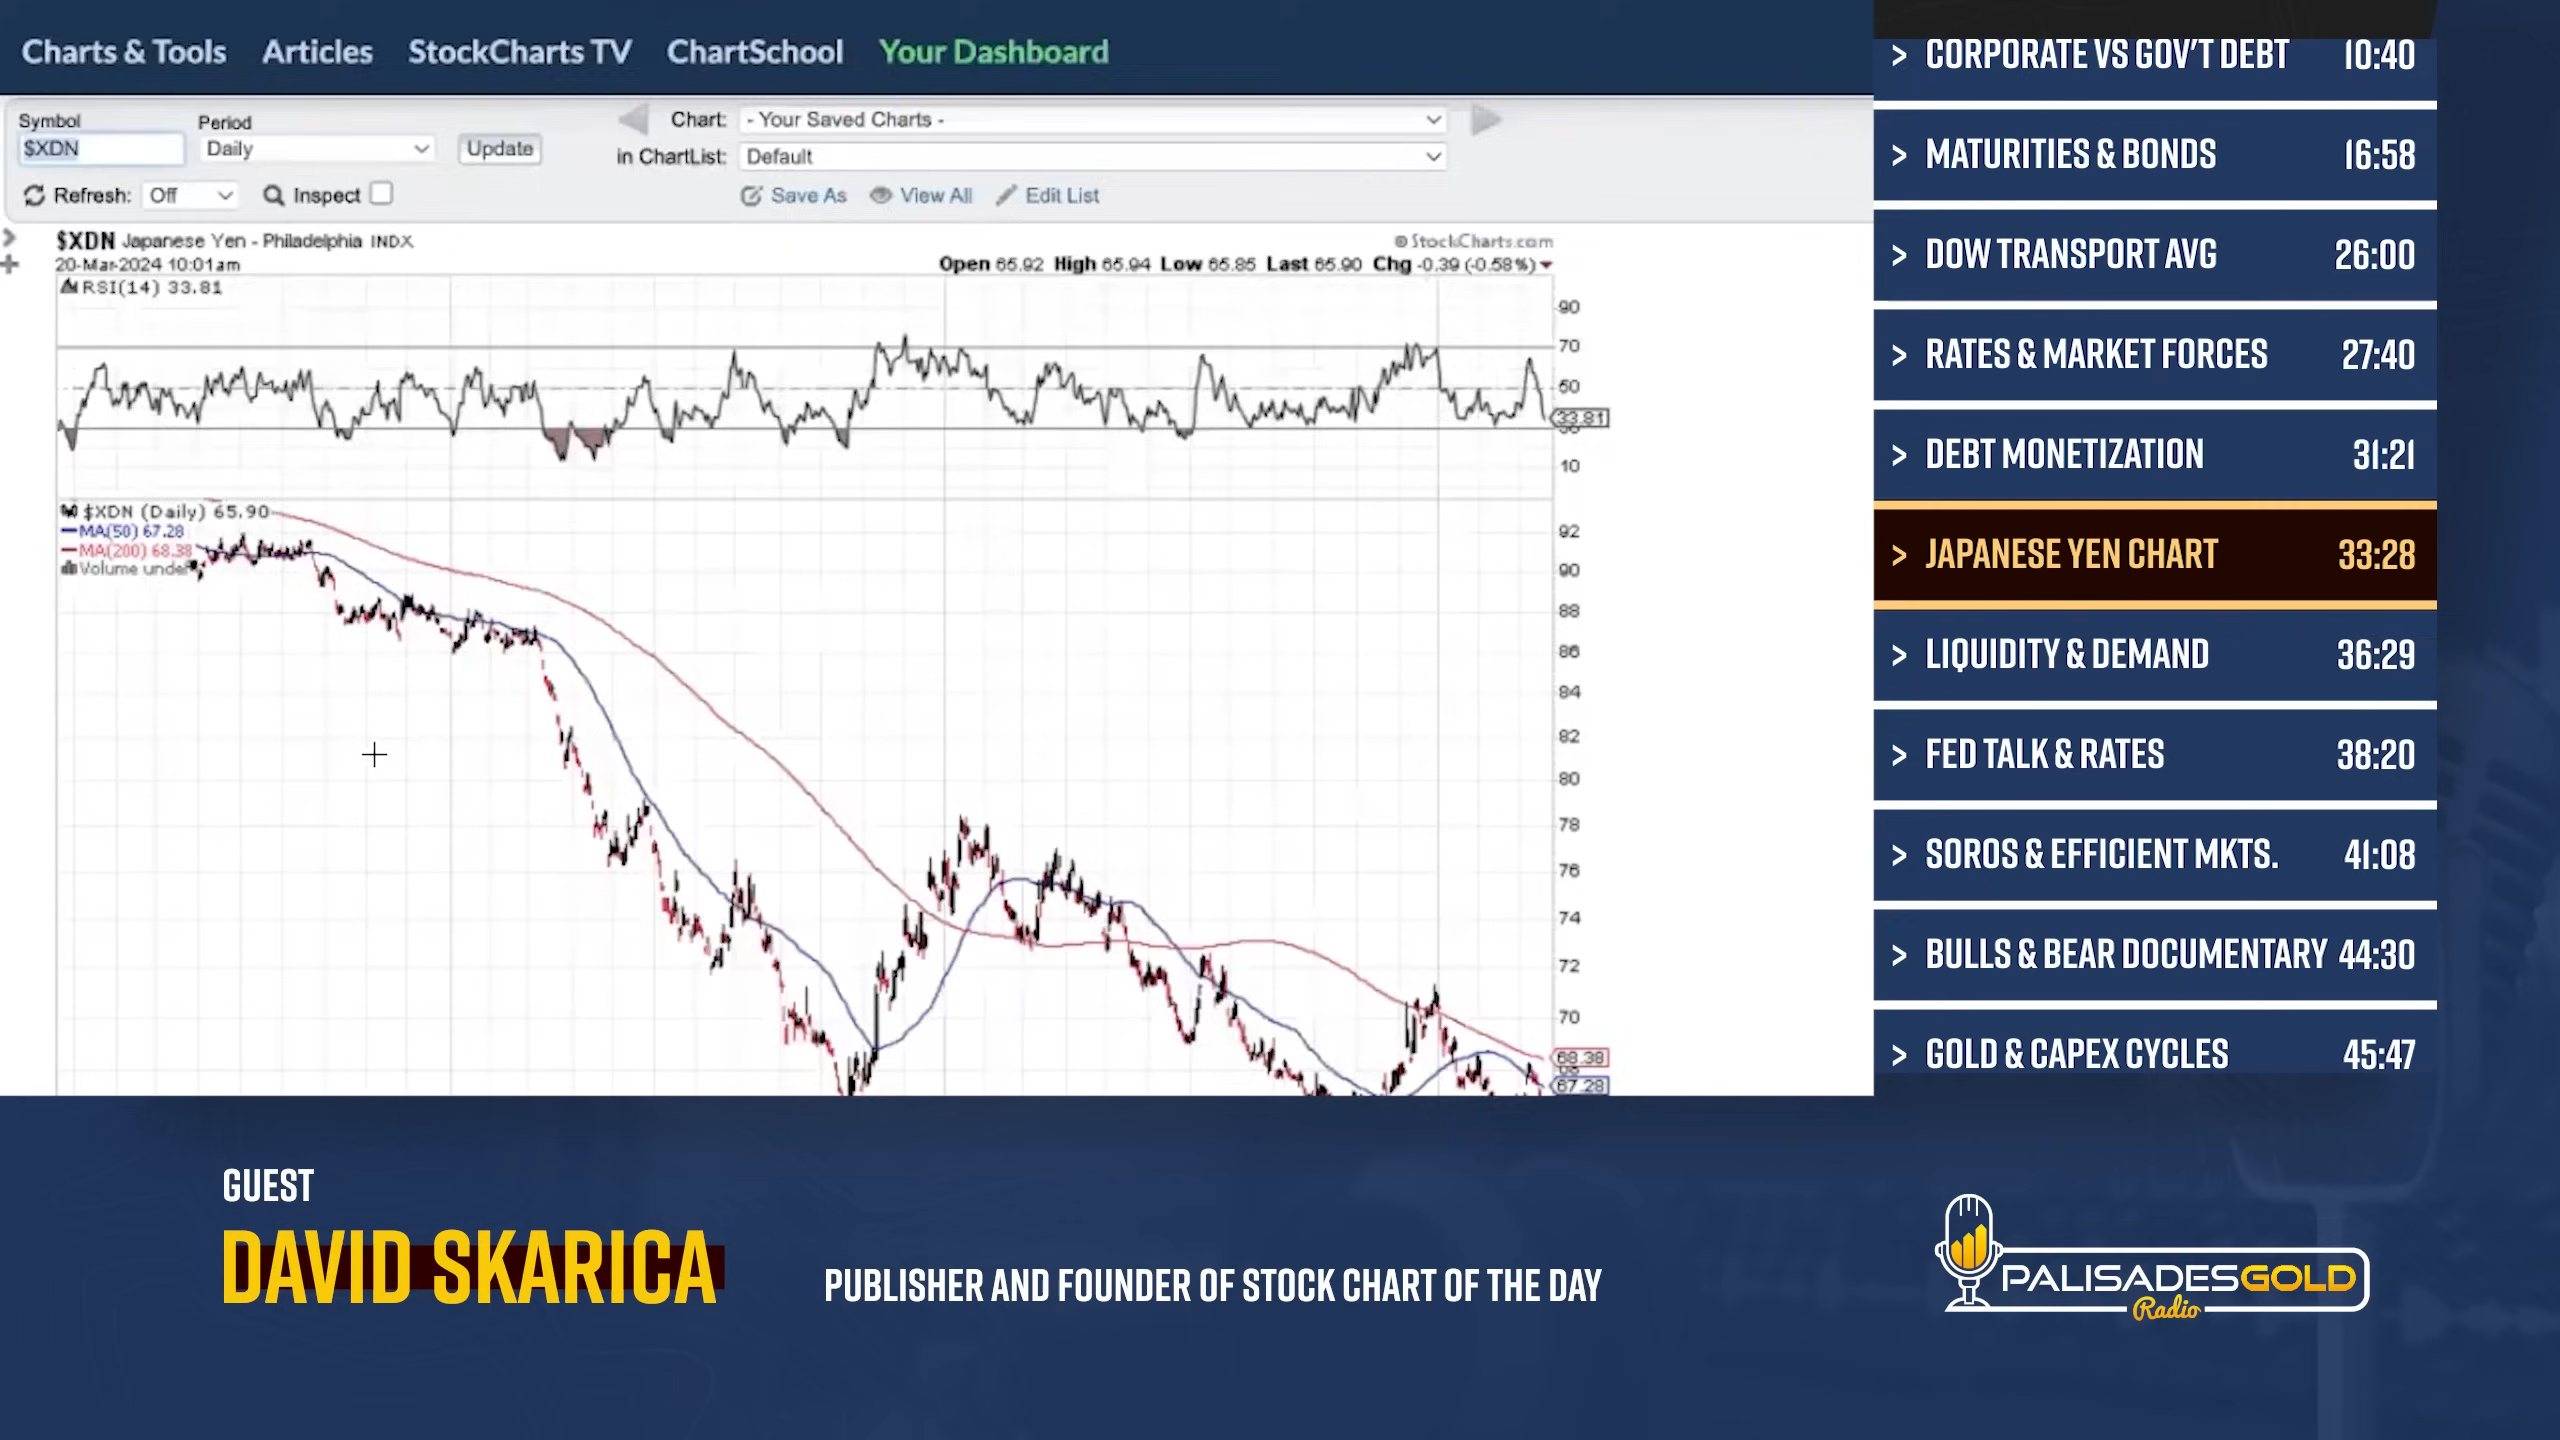 Charts & Tools Articles StockCharts TV ChartSchool Your Dashboard
Symbol Period
$XDN Daily Update
Chart: - Your Saved Charts -
in ChartList: Default
Refresh: Off Inspect
Save As View All Edit List
$XDN Japanese Yen - Philadelphia INDX
© StockCharts.com
20-Mar-2024 10:01am
Open 65.92 High 65.94 Low 65.85 Last 65.90 Chg -0.39 (-0.58%)
RSI(14) 33.81
90
70
50
33.81
30
10
$XDN (Daily) 65.90
MA(50) 67.28
MA(200) 68.38
Volume undef
92
90
88
86
84
82
80
78
76
74
72
70
68.38
68
67.28
> CORPORATE VS GOV'T DEBT 10:40
> MATURITIES & BONDS 16:58
> DOW TRANSPORT AVG 26:00
> RATES & MARKET FORCES 27:40
> DEBT MONETIZATION 31:21
> JAPANESE YEN CHART 33:28
> LIQUIDITY & DEMAND 36:29
> FED TALK & RATES 38:20
> SOROS & EFFICIENT MKTS. 41:08
> BULLS & BEAR DOCUMENTARY 44:30
> GOLD & CAPEX CYCLES 45:47
GUEST
DAVID SKARICA
PUBLISHER AND FOUNDER OF STOCK CHART OF THE DAY
PALISADESGOLD
Radio